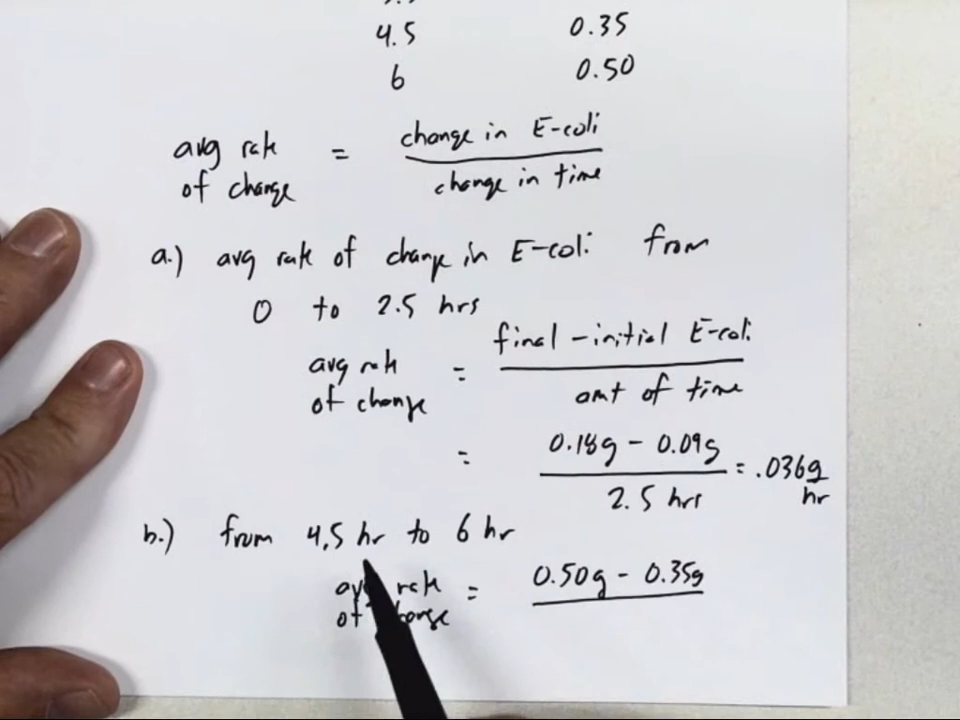 4.5 0.35
6 0.50
avg rate of change = change in E-coli / change in time
a.) avg rate of change in E-coli from
0 to 2.5 hrs
avg rate of change = final - initial E-coli / amt of time
= 0.18g - 0.09g / 2.5 hrs = .036g / hr
b.) from 4.5 hr to 6 hr
avg rate of change = 0.50g - 0.35g